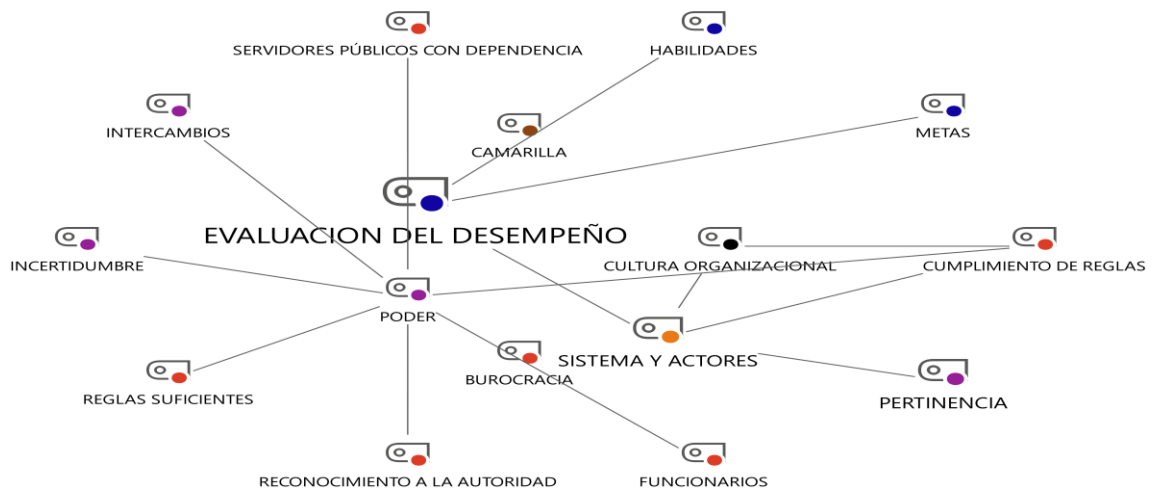 SERVIDORES PÚBLICOS CON DEPENDENCIA
HABILIDADES
INTERCAMBIOS
METAS
CAMARILLA
EVALUACION DEL DESEMPEÑO
INCERTIDUMBRE
CULTURA ORGANIZACIONAL
CUMPLIMIENTO DE REGLAS
PODER
SISTEMA Y ACTORES
BUROCRACIA
REGLAS SUFICIENTES
PERTINENCIA
RECONOCIMIENTO A LA AUTORIDAD
FUNCIONARIOS